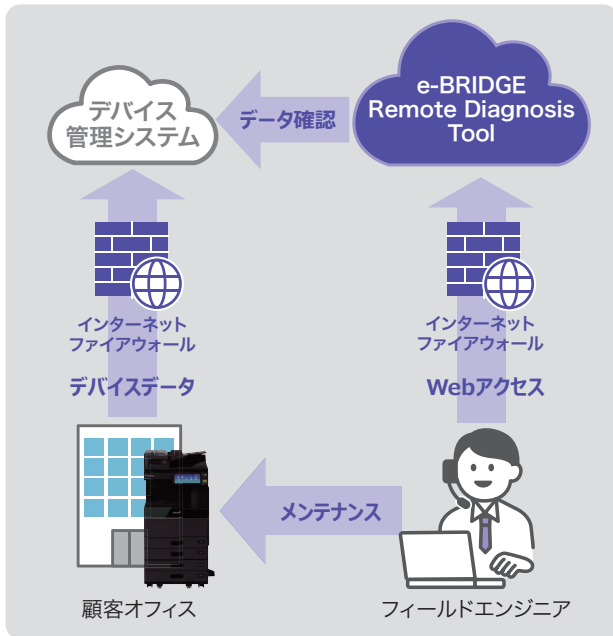 デバイス
管理システム
データ確認
e-BRIDGE
Remote Diagnosis
Tool
インターネット
ファイアウォール
インターネット
ファイアウォール
デバイスデータ
Webアクセス
メンテナンス
顧客オフィス
フィールドエンジニア